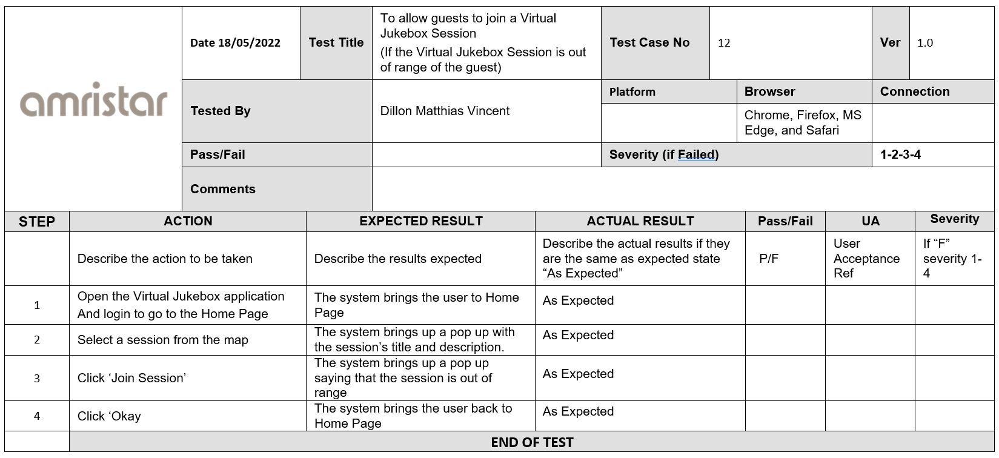 amristar
Date 18/05/2022
Test Title
To allow guests to join a Virtual
Jukebox Session
(If the Virtual Jukebox Session is out
of range of the guest)
Test Case No
12
Ver
1.0
Tested By
Dillon Matthias Vincent
Platform
Browser
Connection
Chrome, Firefox, MS
Edge, and Safari
Pass/Fail
Severity (if Failed)
1-2-3-4
Comments
STEP
ACTION
EXPECTED RESULT
ACTUAL RESULT
Pass/Fail
UA
Severity
Describe the action to be taken
Describe the results expected
Describe the actual results if they
are the same as expected state
“As Expected”
P/F
User
Acceptance
Ref
If “F”
severity 1-
4
1
Open the Virtual Jukebox application
And login to go to the Home Page
The system brings the user to Home
Page
As Expected
2
Select a session from the map
The system brings up a pop up with
the session’s title and description.
As Expected
3
Click ‘Join Session’
The system brings up a pop up
saying that the session is out of
range
As Expected
4
Click ‘Okay
The system brings the user back to
Home Page
As Expected
END OF TEST